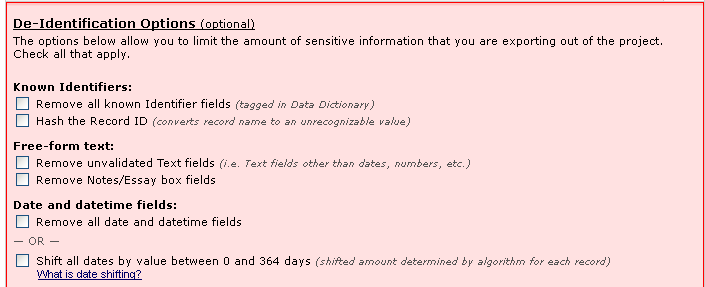 De-Identification Options (optional)
The options below allow you to limit the amount of sensitive information that you are exporting out of the project.
Check all that apply.
Known Identifiers:
Remove all known Identifier fields (tagged in Data Dictionary)
Hash the Record ID (converts record name to an unrecognizable value)
Free-form text:
Remove unvalidated Text fields (i.e. Text fields other than dates, numbers, etc.)
Remove Notes/Essay box fields
Date and datetime fields:
Remove all date and datetime fields
— OR —
Shift all dates by value between 0 and 364 days (shifted amount determined by algorithm for each record)
What is date shifting?